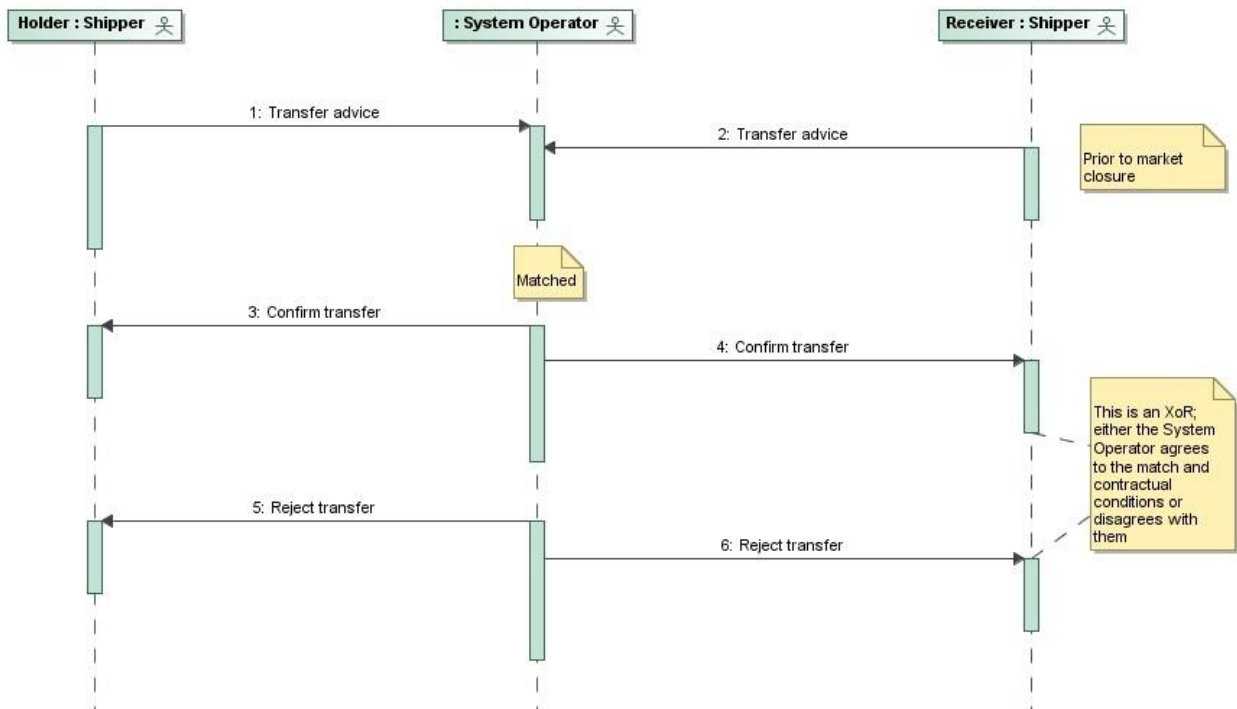 Holder : Shipper
: System Operator
Receiver : Shipper
1: Transfer advice
2: Transfer advice
Prior to market
closure
Matched
3: Confirm transfer
4: Confirm transfer
This is an XoR;
either the System
Operator agrees
to the match and
contractual
conditions or
disagrees with
them
5: Reject transfer
6: Reject transfer